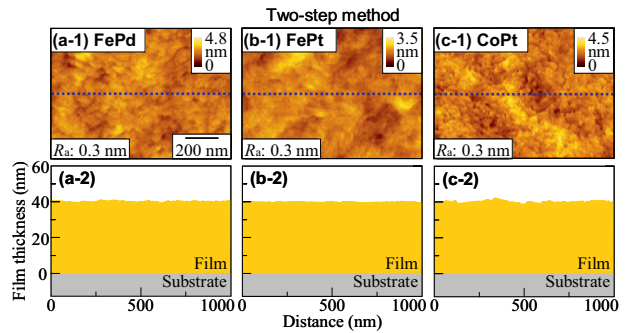 Two-step method
(a-1) FePd
4.8
nm
0
Ra: 0.3 nm
200 nm
(b-1) FePt
3.5
nm
0
Ra: 0.3 nm
(c-1) CoPt
4.5
nm
0
Ra: 0.3 nm
Film thickness (nm)
60
40
20
0
(a-2)
Film
Substrate
(b-2)
Film
Substrate
(c-2)
Film
Substrate
0 500 1000
0 500 1000
0 500 1000
Distance (nm)